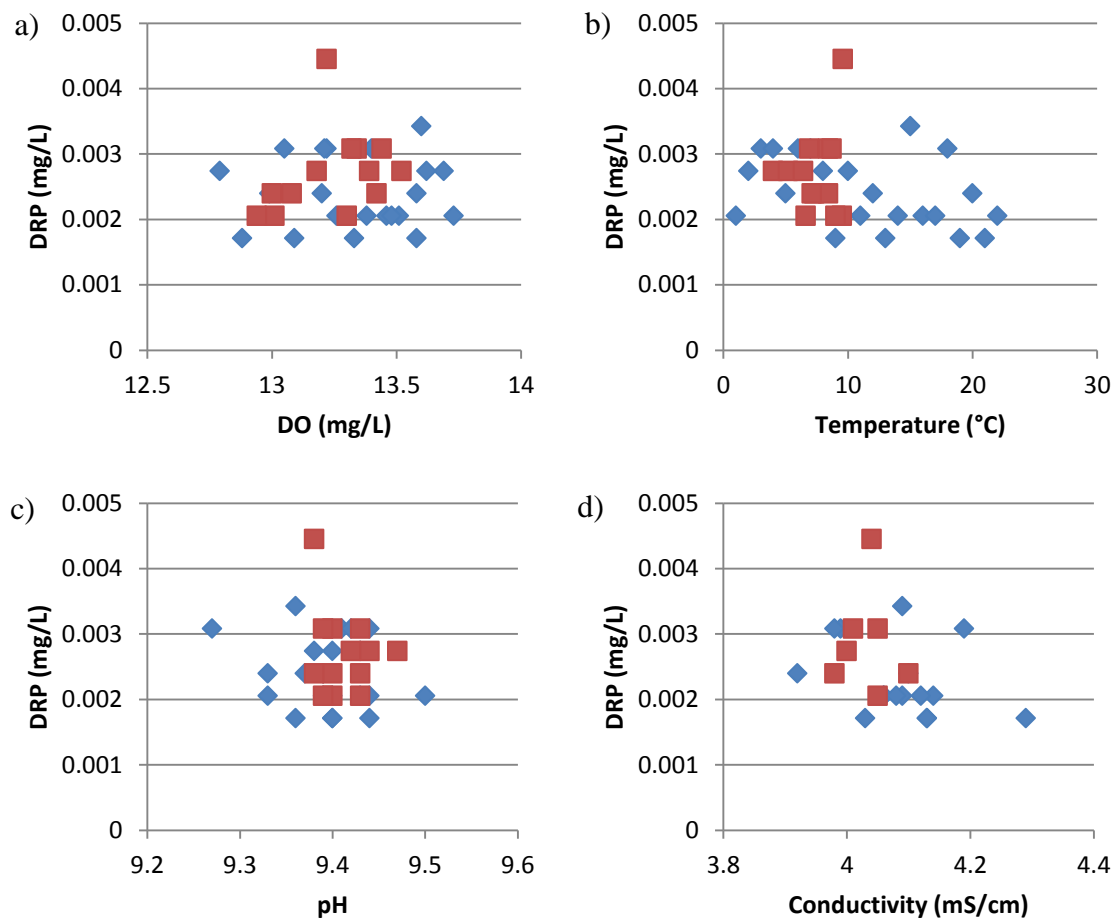 a)
0.005
0.004
0.003
0.002
0.001
0
DRP (mg/L)
12.5 13 13.5 14
DO (mg/L)
b)
0.005
0.004
0.003
0.002
0.001
0
DRP (mg/L)
0 10 20 30
Temperature (°C)
c)
0.005
0.004
0.003
0.002
0.001
0
DRP (mg/L)
9.2 9.3 9.4 9.5 9.6
pH
d)
0.005
0.004
0.003
0.002
0.001
0
DRP (mg/L)
3.8 4 4.2 4.4
Conductivity (mS/cm)